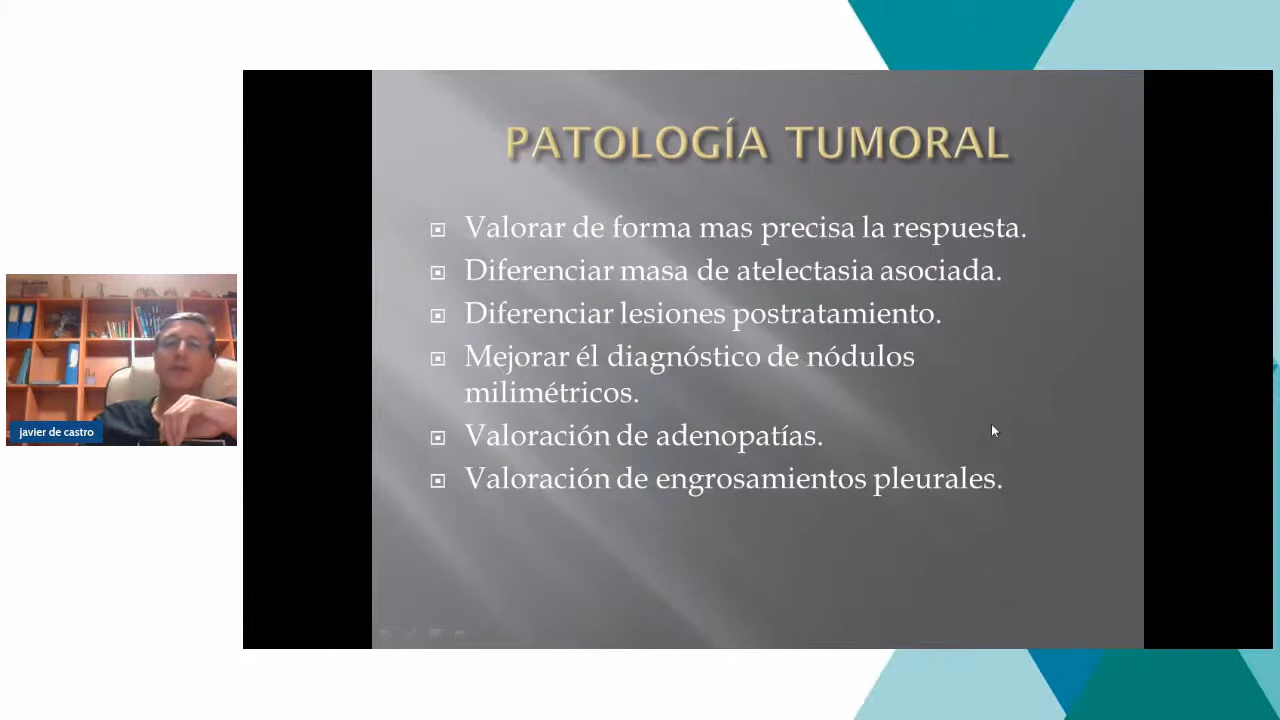 PATOLOGÍA TUMORAL
Valorar de forma mas precisa la respuesta.
Diferenciar masa de atelectasia asociada.
Diferenciar lesiones postratamiento.
Mejorar él diagnóstico de nódulos
milimétricos.
Valoración de adenopatías.
Valoración de engrosamientos pleurales.
javier de castro